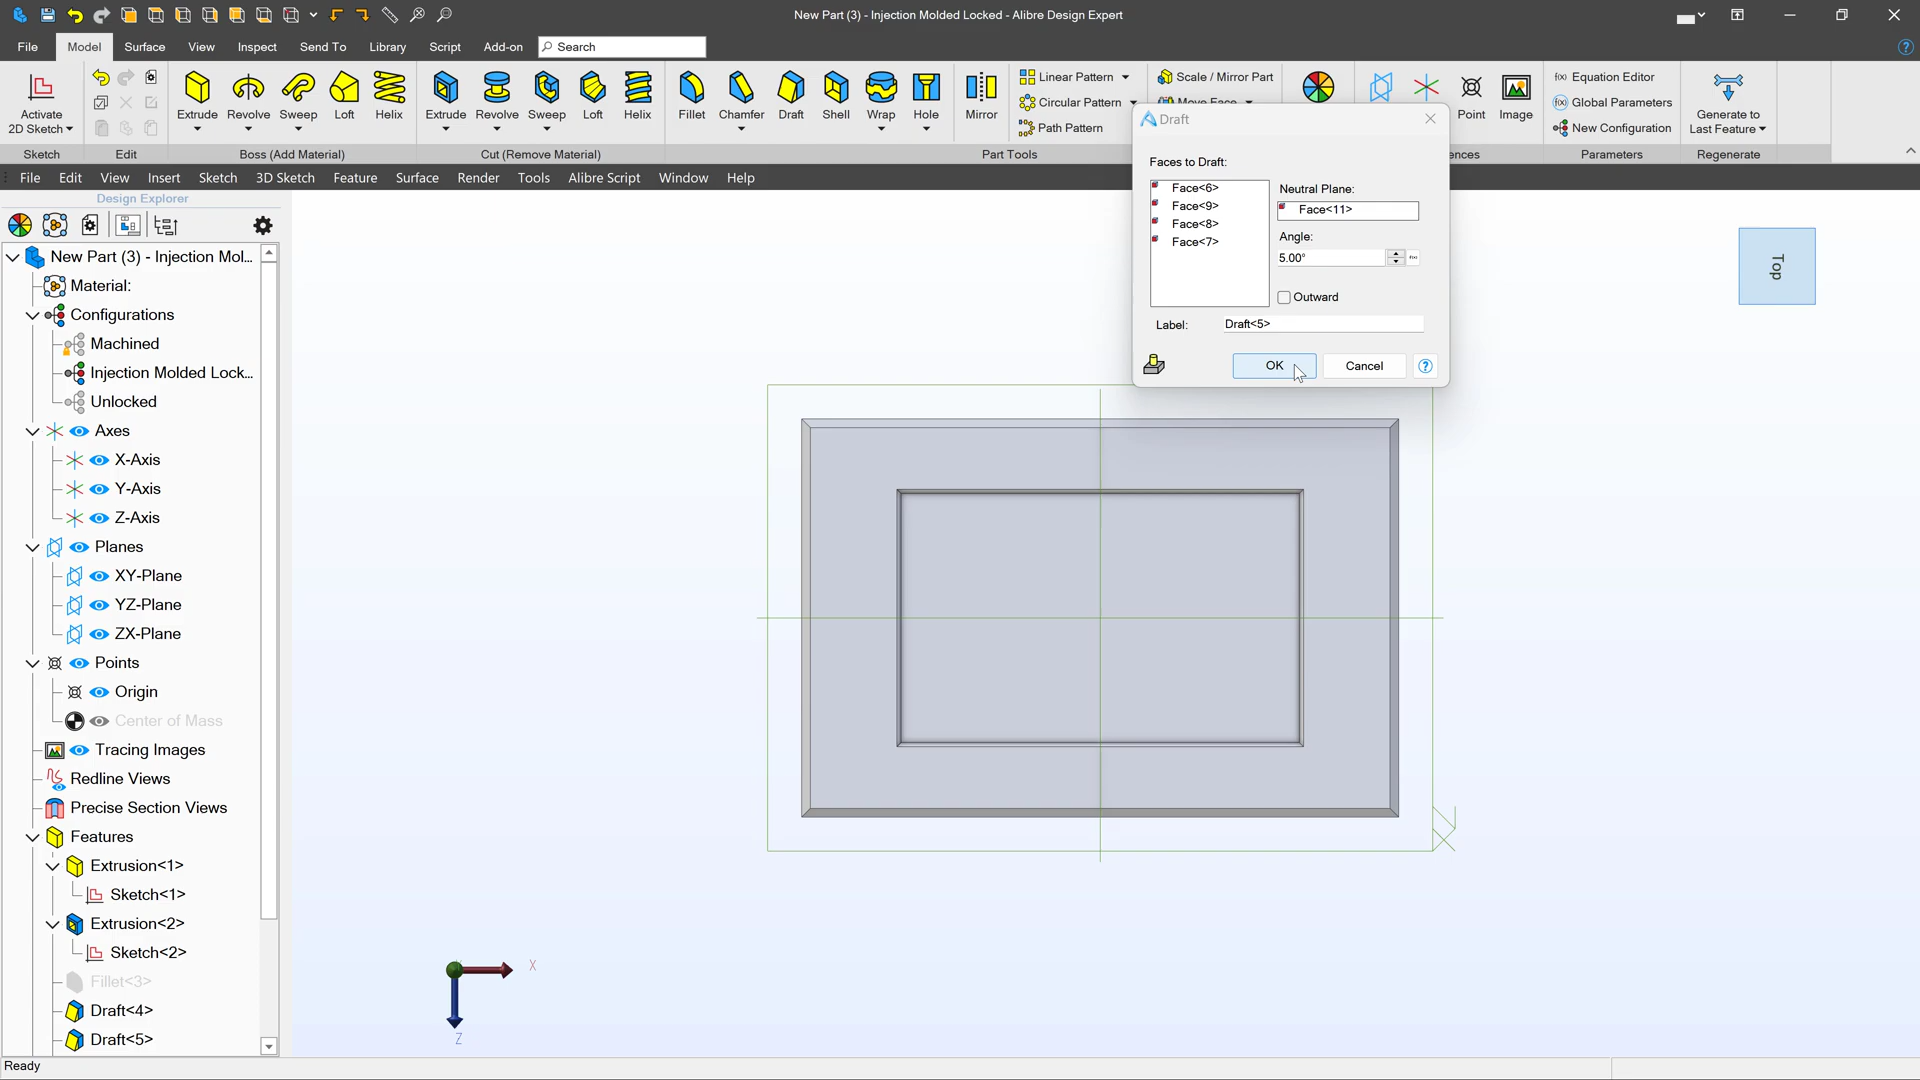 New Part (3) - Injection Molded Locked - Alibre Design Expert
File Model Surface View Inspect Send To Library Script Add-on Search
Activate 2D Sketch
Sketch
Edit
Extrude Revolve Sweep Loft Helix
Boss (Add Material)
Extrude Revolve Sweep Loft Helix
Cut (Remove Material)
Fillet Chamfer Draft Shell Wrap Hole
Mirror
Linear Pattern
Circular Pattern
Path Pattern
Scale / Mirror Part
Move Face
Part Tools
Point Image
ences
Equation Editor
Global Parameters
New Configuration
Parameters
Generate to
Last Feature
Regenerate
File Edit View Insert Sketch 3D Sketch Feature Surface Render Tools Alibre Script Window Help
Design Explorer
New Part (3) - Injection Mol...
Material:
Configurations
Machined
Injection Molded Lock...
Unlocked
Axes
X-Axis
Y-Axis
Z-Axis
Planes
XY-Plane
YZ-Plane
ZX-Plane
Points
Origin
Center of Mass
Tracing Images
Redline Views
Precise Section Views
Features
Extrusion<1>
Sketch<1>
Extrusion<2>
Sketch<2>
Fillet<3>
Draft<4>
Draft<5>
Draft
Faces to Draft:
Face<6>
Face<9>
Face<8>
Face<7>
Neutral Plane:
Face<11>
Angle:
5.00°
Outward
Label:
Draft<5>
OK
Cancel
Top
X
Z
Ready